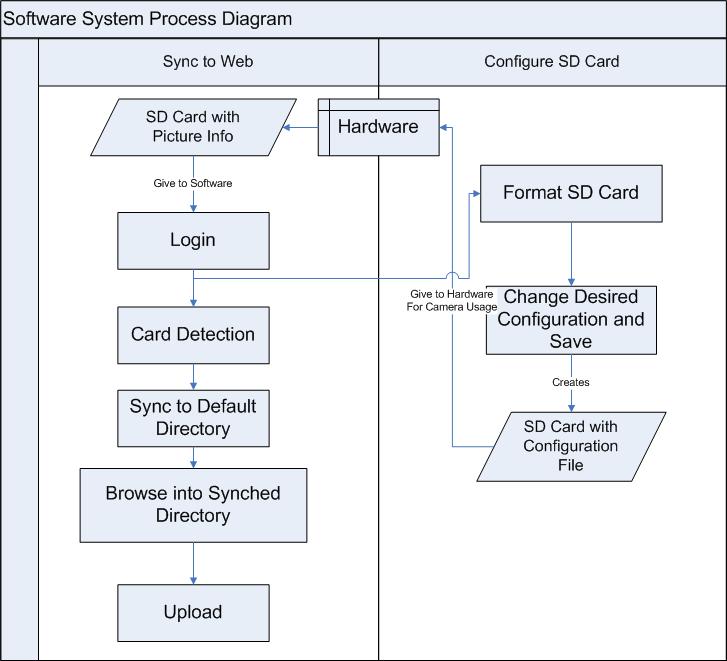 Software System Process Diagram
Sync to Web
Configure SD Card
SD Card with
Picture Info
Hardware
Give to Software
Login
Card Detection
Sync to Default
Directory
Browse into Synched
Directory
Upload
Format SD Card
Give to Hardware
For Camera Usage
Change Desired
Configuration and
Save
Creates
SD Card with
Configuration
File